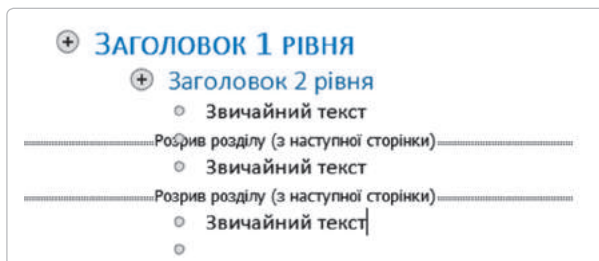 Заголовок 1 рівня
Заголовок 2 рівня
Звичайний текст
Розрив розділу (з наступної сторінки)
Звичайний текст
Розрив розділу (з наступної сторінки)
Звичайний текст